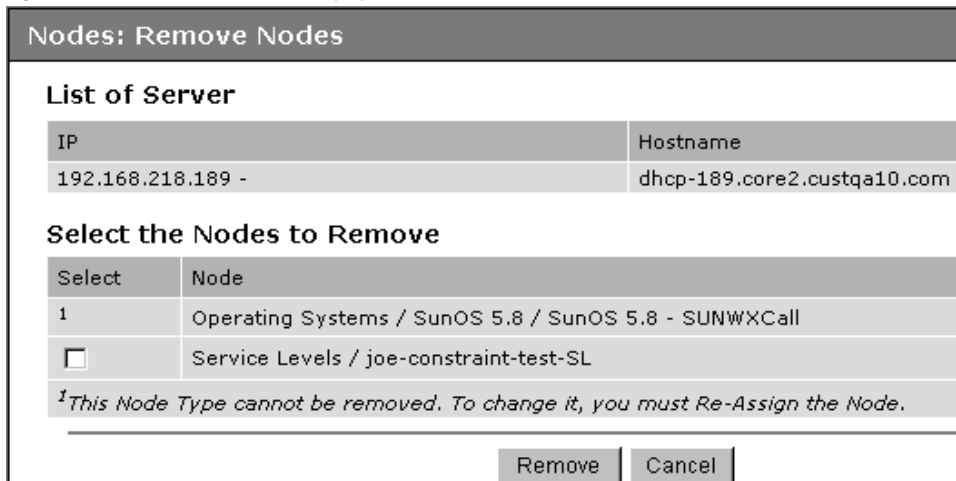 Nodes: Remove Nodes
List of Server
IP Hostname
192.168.218.189 - dhcp-189.core2.custqa10.com
Select the Nodes to Remove
Select Node
1 Operating Systems / SunOS 5.8 / SunOS 5.8 - SUNWXCall
Service Levels / joe-constraint-test-SL
1This Node Type cannot be removed. To change it, you must Re-Assign the Node.
Remove Cancel